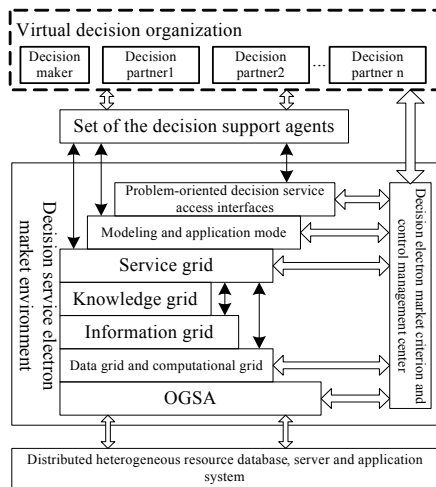 Virtual decision organization
Decision
maker
Decision
partner1
Decision
partner2
...
Decision
partner n
Set of the decision support agents
Decision service electron
market environment
Problem-oriented decision service
access interfaces
Modeling and application mode
Service grid
Knowledge grid
Information grid
Data grid and computational grid
OGSA
Decision electron market criterion and
control management center
Distributed heterogeneous resource database, server and application
system